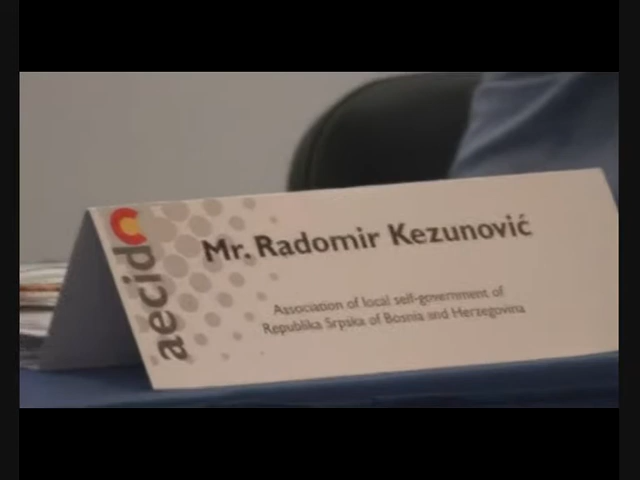 aecid
Mr. Radomir Kezunović
Association of local self-government of
Republika Srpska of Bosnia and Herzegovina